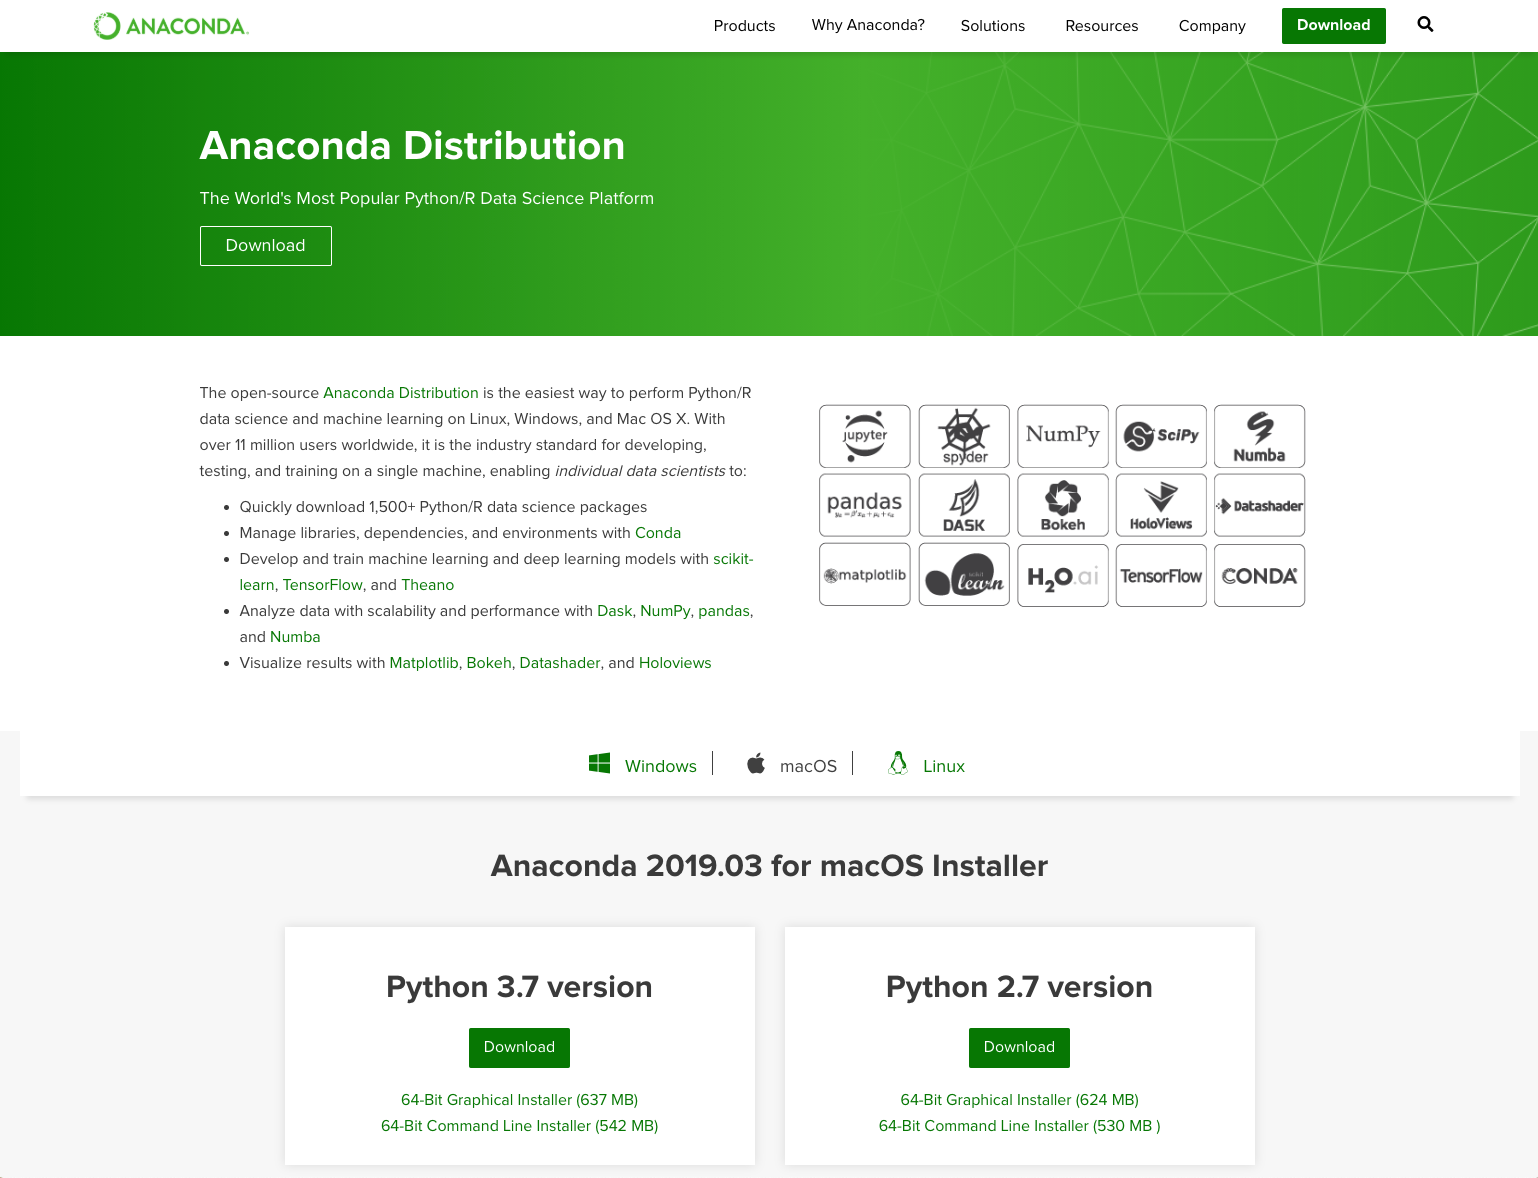 ANACONDA.
Products Why Anaconda? Solutions Resources Company Download
Anaconda Distribution
The World's Most Popular Python/R Data Science Platform
Download
The open-source Anaconda Distribution is the easiest way to perform Python/R
data science and machine learning on Linux, Windows, and Mac OS X. With
over 11 million users worldwide, it is the industry standard for developing,
testing, and training on a single machine, enabling individual data scientists to:
• Quickly download 1,500+ Python/R data science packages
• Manage libraries, dependencies, and environments with Conda
• Develop and train machine learning and deep learning models with scikit-
learn, TensorFlow, and Theano
• Analyze data with scalability and performance with Dask, NumPy, pandas,
and Numba
• Visualize results with Matplotlib, Bokeh, Datashader, and Holoviews
jupyter spyder NumPy SciPy Numba
pandas DASK Bokeh HoloViews Datashader
matplotlib scikit learn H2O.ai TensorFlow CONDA
Windows macOS Linux
Anaconda 2019.03 for macOS Installer
Python 3.7 version
Download
64-Bit Graphical Installer (637 MB)
64-Bit Command Line Installer (542 MB)
Python 2.7 version
Download
64-Bit Graphical Installer (624 MB)
64-Bit Command Line Installer (530 MB )